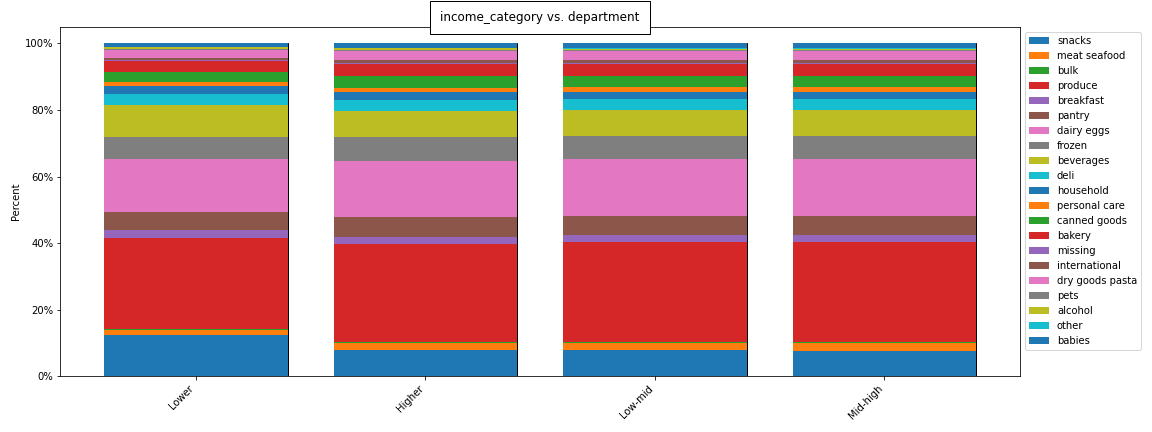 income_category vs. department
100%
80%
60%
40%
20%
0%
Percent
Lower
Higher
Low-mid
Mid-high
snacks
meat seafood
bulk
produce
breakfast
pantry
dairy eggs
frozen
beverages
deli
household
personal care
canned goods
bakery
missing
international
dry goods pasta
pets
alcohol
other
babies